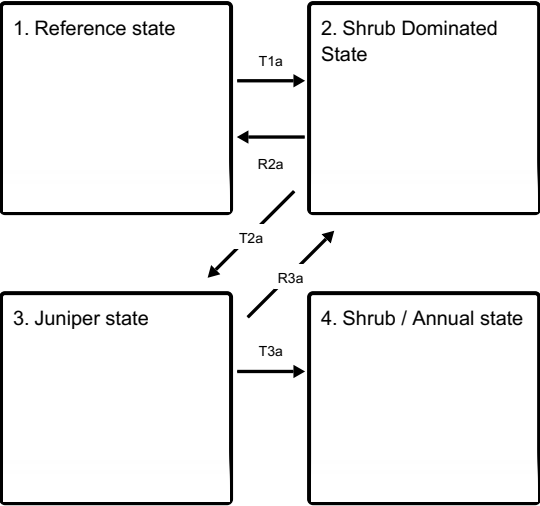 1. Reference state
2. Shrub Dominated
State
T1a
R2a
T2a
R3a
3. Juniper state
4. Shrub / Annual state
T3a